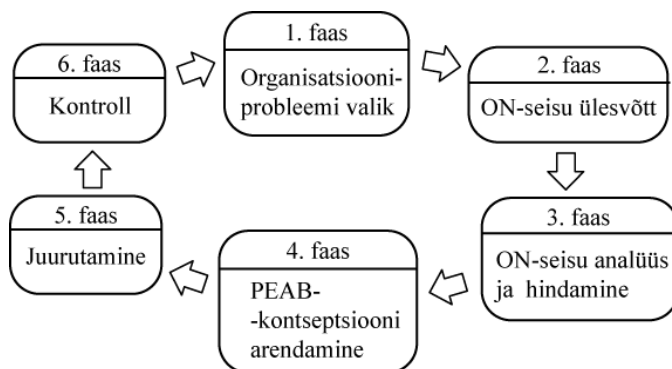 1. faas
Organisatsiooni-
probleemi valik
2. faas
ON-seisu ülesvõtt
3. faas
ON-seisu analüüs
ja hindamine
4. faas
PEAB-
-kontseptsiooni
arendamine
5. faas
Juurutamine
6. faas
Kontroll